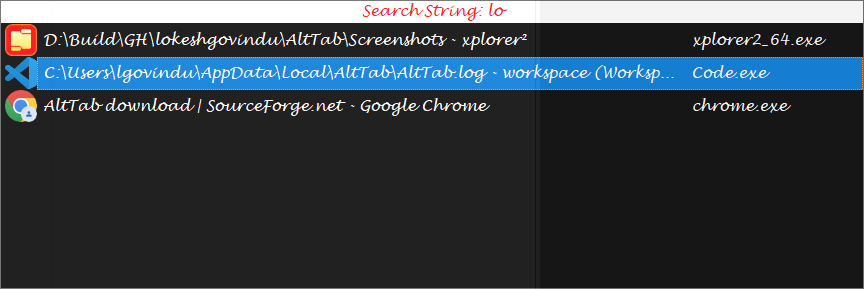 Search String: lo
D:\Build\GH\lokeshgovindu\AltTab\Screenshots - xplorer² xplorer2_64.exe
C:\Users\lgovindu\AppData\Local\AltTab\AltTab.log - workspace (Worksp... Code.exe
AltTab download | SourceForge.net - Google Chrome chrome.exe